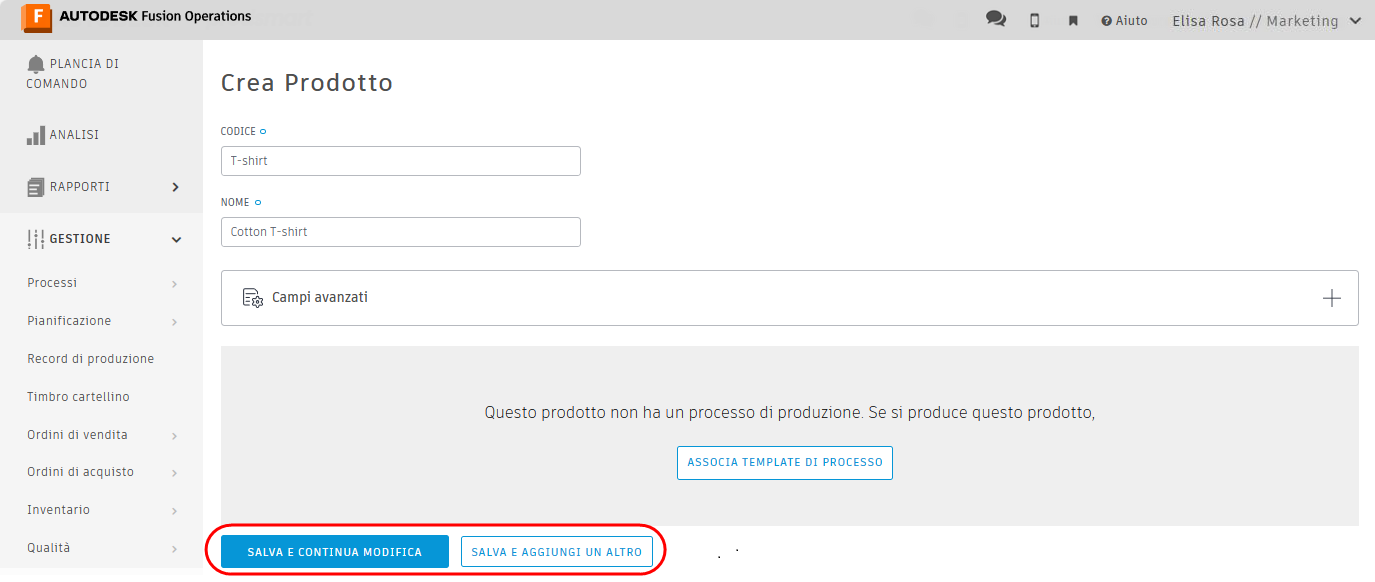 F AUTODESK Fusion Operations
Aiuto
Elisa Rosa // Marketing
PLANCIA DI
COMANDO
ANALISI
RAPPORTI
GESTIONE
Processi
Pianificazione
Record di produzione
Timbro cartellino
Ordini di vendita
Ordini di acquisto
Inventario
Qualità
Crea Prodotto
CODICE
T-shirt
NOME
Cotton T-shirt
Campi avanzati
Questo prodotto non ha un processo di produzione. Se si produce questo prodotto,
ASSOCIA TEMPLATE DI PROCESSO
SALVA E CONTINUA MODIFICA
SALVA E AGGIUNGI UN ALTRO